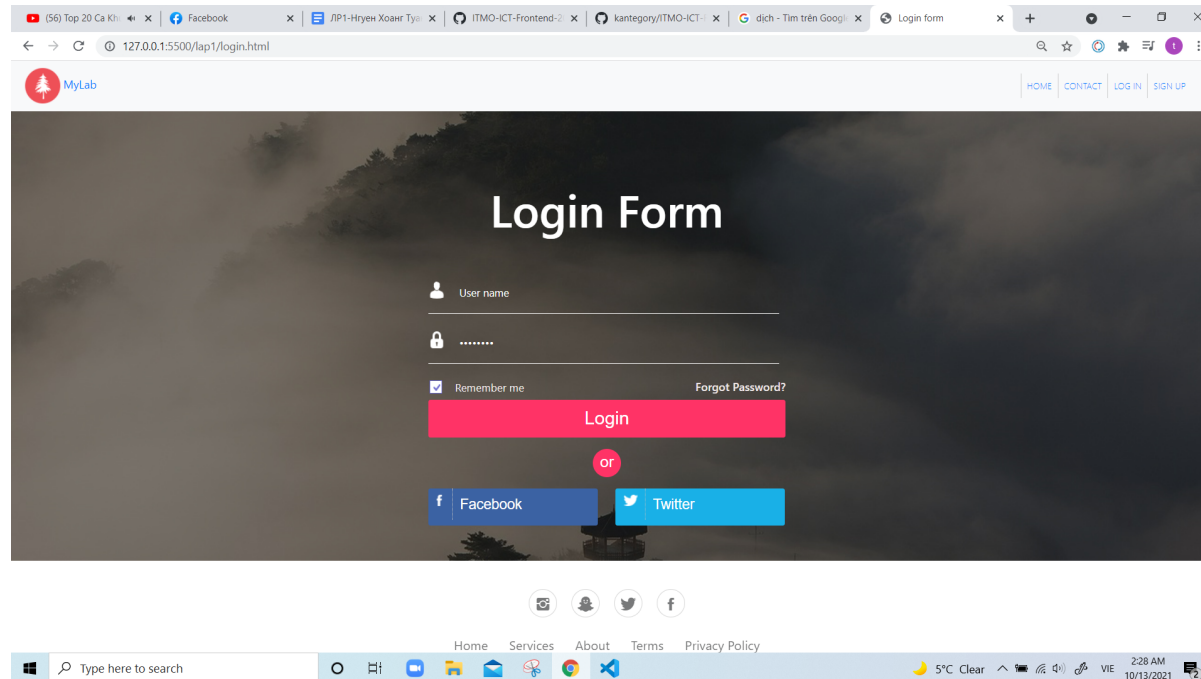 (56) Top 20 Ca Kh
Facebook
ЛР1-Нгуен Хоанг Туа
ITMO-ICT-Frontend-2
kantegory/ITMO-ICT-
dịch - Tìm trên Googl
Login form
127.0.0.1:5500/lap1/login.html
t
MyLab
HOME
CONTACT
LOG IN
SIGN UP
Login Form
User name
Remember me
Forgot Password?
Login
or
Facebook
Twitter
Home Services About Terms Privacy Policy
Type here to search
5°C Clear
VIE
2:28 AM
10/13/2021
2